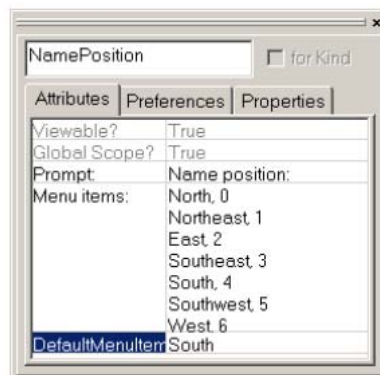 NamePosition
for Kind
Attributes Preferences Properties
Viewable? True
Global Scope? True
Prompt: Name position:
Menu items: North, 0
Northeast, 1
East, 2
Southeast, 3
South, 4
Southwest, 5
West, 6
DefaultMenuItem South